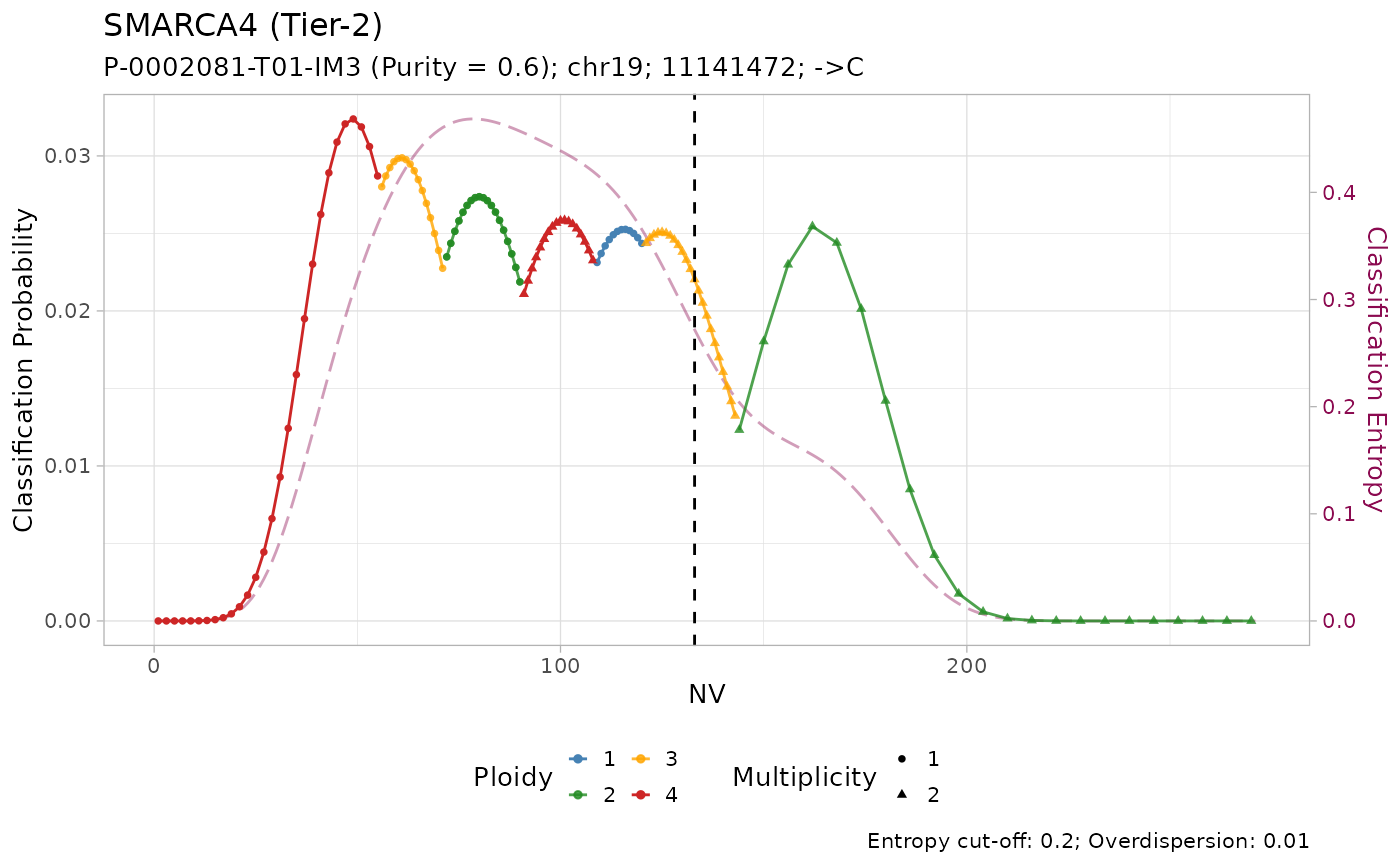 SMARCA4 (Tier-2)
P-0002081-T01-IM3 (Purity = 0.6); chr19; 11141472; ->C
Classification Probability
0.03
0.02
0.01
0.00
0.4
0.3
0.2
0.1
0.0
Classification Entropy
0 100 200
NV
Ploidy 1 3 2 4
Multiplicity 1 2
Entropy cut-off: 0.2; Overdispersion: 0.01